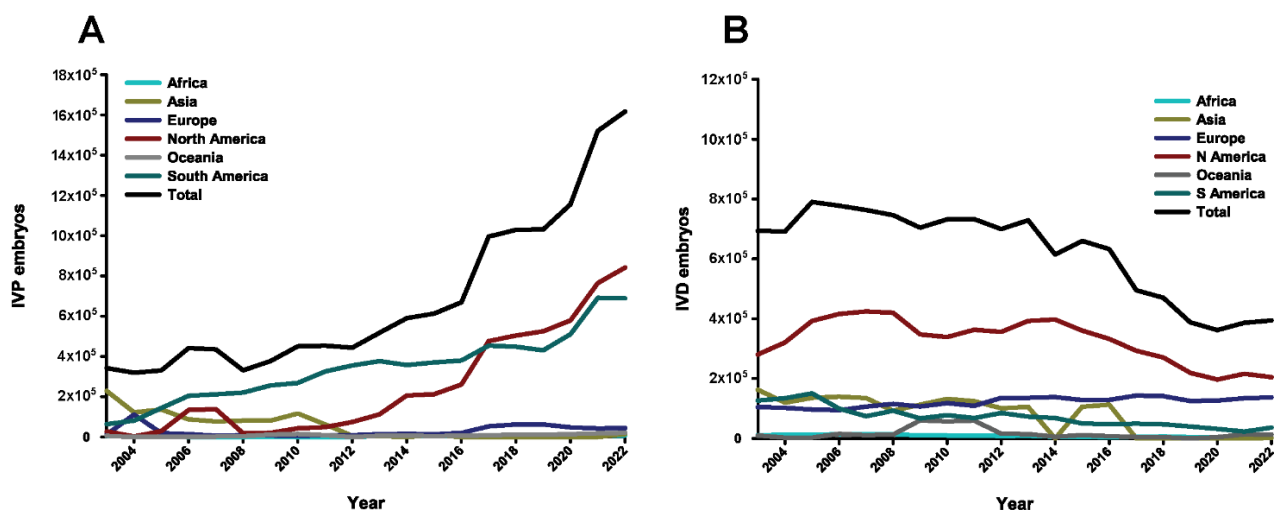 A
18x10⁵
16x10⁵
14x10⁵
12x10⁵
10x10⁵
8x10⁵
6x10⁵
4x10⁵
2x10⁵
0
IVP embryos
Africa
Asia
Europe
North America
Oceania
South America
Total
2004 2006 2008 2010 2012 2014 2016 2018 2020 2022
Year
B
12x10⁵
10x10⁵
8x10⁵
6x10⁵
4x10⁵
2x10⁵
0
IVD embryos
Africa
Asia
Europe
N America
Oceania
S America
Total
2004 2006 2008 2010 2012 2014 2016 2018 2020 2022
Year